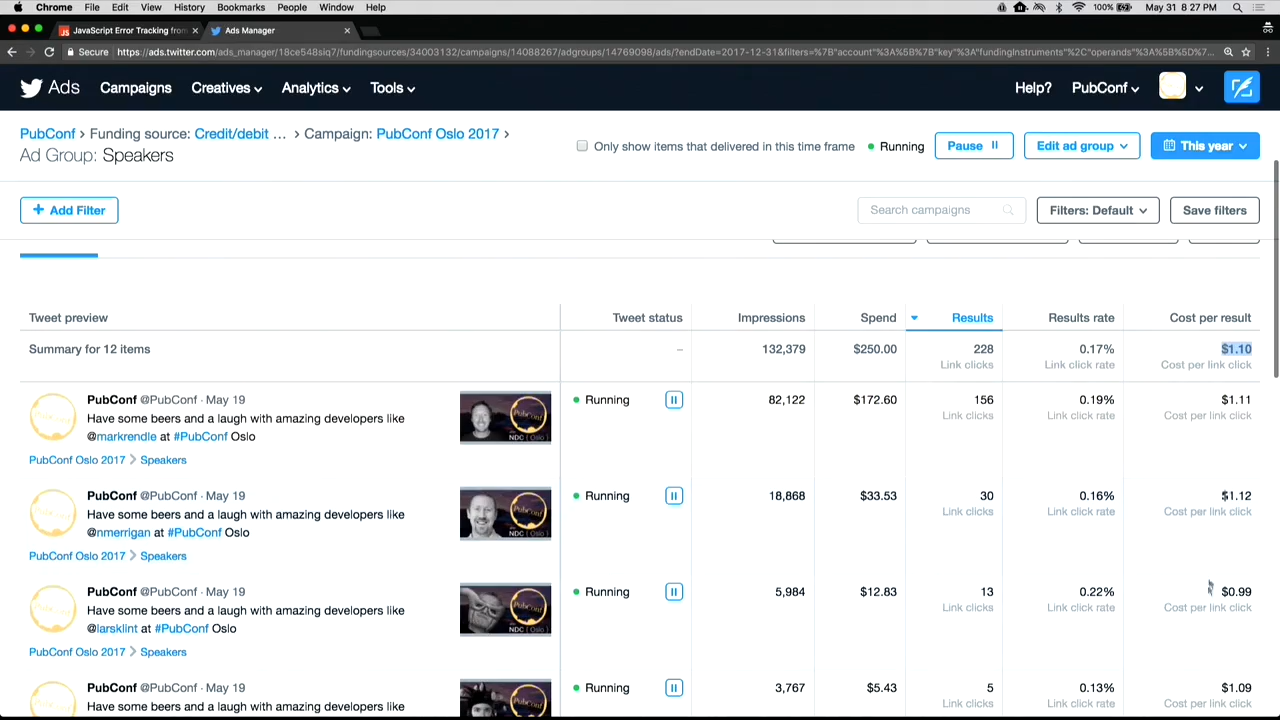 Chrome File Edit View History Bookmarks People Window Help 100% May 31 8:27 PM
JavaScript Error Tracking from Ads Manager
Secure https://ads.twitter.com/ads_manager/18ce548siq7/fundingsources/34003132/campaigns/14088267/adgroups/14769098/ads/?endDate=2017-12-31&filters=%7B"account"%3A%5B%7B"key"%3A"fundingInstruments"%2C"operands"%3A%5B%5D%7...
Ads Campaigns Creatives Analytics Tools Help? PubConf
PubConf > Funding source: Credit/debit ... > Campaign: PubConf Oslo 2017 >
Ad Group: Speakers
Only show items that delivered in this time frame Running Pause Edit ad group This year
+ Add Filter Search campaigns Filters: Default Save filters
Tweet preview Tweet status Impressions Spend Results Results rate Cost per result
Summary for 12 items – 132,379 $250.00 228 0.17% $1.10
Link clicks Link click rate Cost per link click
PubConf @PubConf · May 19 Running 82,122 $172.60 156 0.19% $1.11
Have some beers and a laugh with amazing developers like Link clicks Link click rate Cost per link click
@markrendle at #PubConf Oslo
NDC { Oslo }
PubConf Oslo 2017 > Speakers
PubConf @PubConf · May 19 Running 18,868 $33.53 30 0.16% $1.12
Have some beers and a laugh with amazing developers like Link clicks Link click rate Cost per link click
@nmerrigan at #PubConf Oslo
NDC { Oslo }
PubConf Oslo 2017 > Speakers
PubConf @PubConf · May 19 Running 5,984 $12.83 13 0.22% $0.99
Have some beers and a laugh with amazing developers like Link clicks Link click rate Cost per link click
@larsklint at #PubConf Oslo
NDC { Oslo }
PubConf Oslo 2017 > Speakers
PubConf @PubConf · May 19 Running 3,767 $5.43 5 0.13% $1.09
Have some beers and a laugh with amazing developers like Link clicks Link click rate Cost per link click